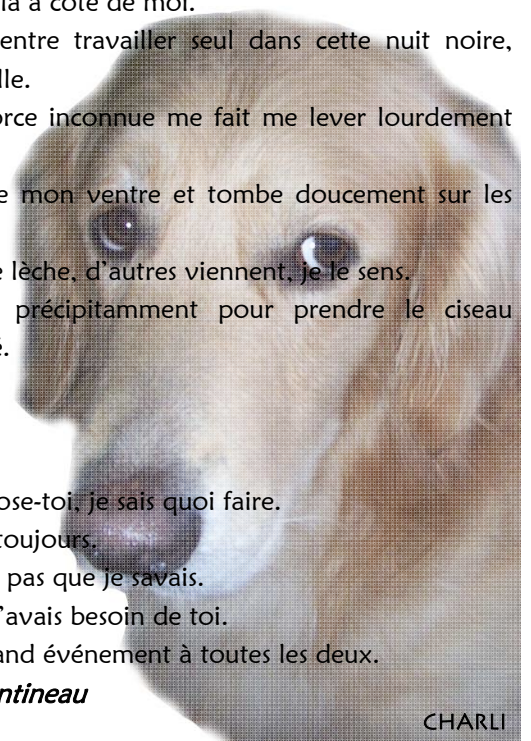 là à côté de moi.
entre travailler seul dans cette nuit noire,
lle.
orce inconnue me fait me lever lourdement
e mon ventre et tombe doucement sur les
e lèche, d'autres viennent, je le sens.
précipitamment pour prendre le ciseau
ose-toi, je sais quoi faire.
toujours.
pas que je savais.
'avais besoin de toi.
and événement à toutes les deux.
ntineau
CHARLI